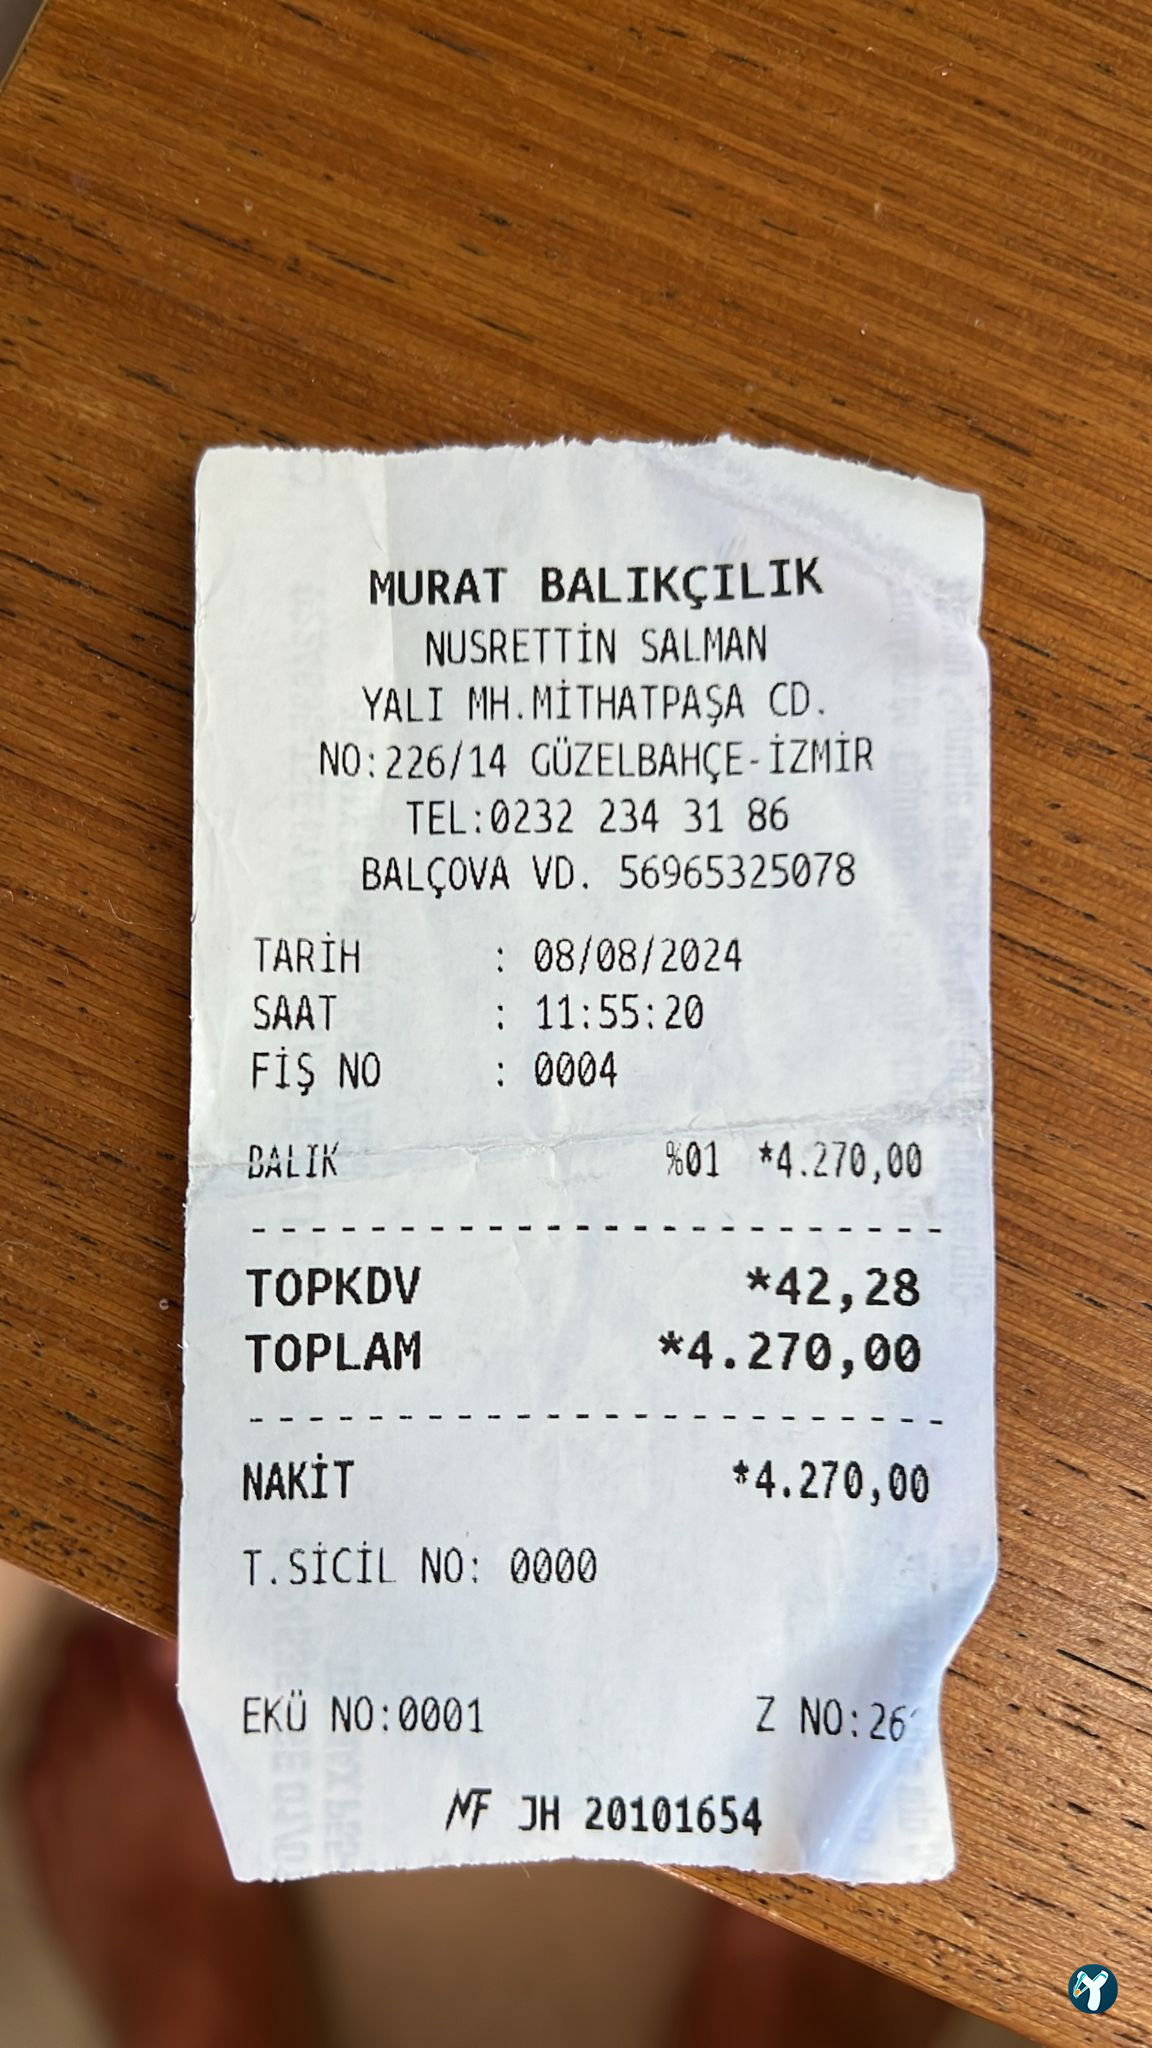 MURAT BALIKÇILIK
NUSRETTİN SALMAN
YALI MH.MİTHATPAŞA CD.
NO:226/14 GÜZELBAHÇE-İZMİR
TEL:0232 234 31 86
BALÇOVA VD. 56965325078
TARİH : 08/08/2024
SAAT : 11:55:20
FİŞ NO : 0004
BALIK %01 *4.270,00
TOPKDV *42,28
TOPLAM *4.270,00
NAKİT *4.270,00
T.SİCİL NO: 0000
EKÜ NO:0001 Z NO:
MF JH 20101654